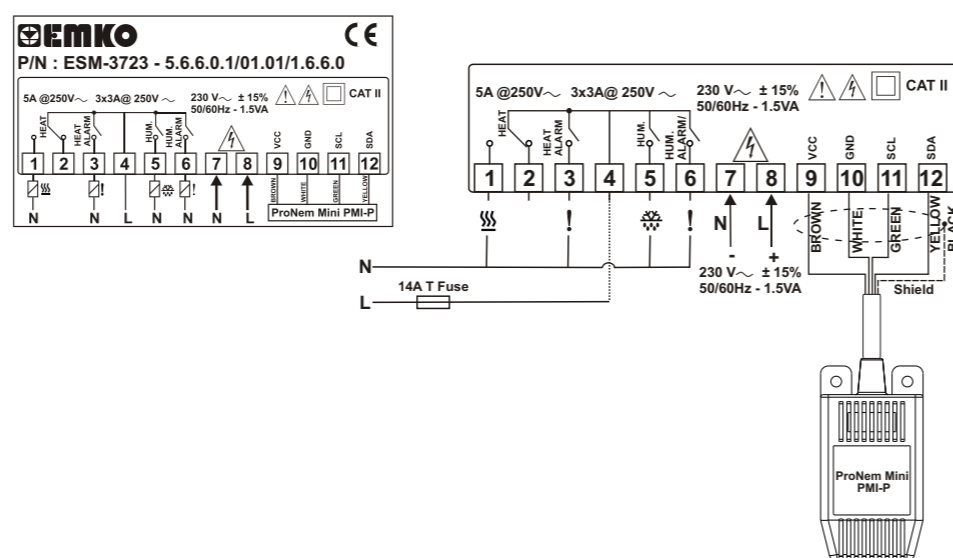 EMKO CE
P/N : ESM-3723 - 5.6.6.0.1/01.01/1.6.6.0
5A @250V~ 3x3A@ 250V ~ 230 V~ ± 15% CAT II
50/60Hz - 1.5VA
HEAT HEAT ALARM HUM. HUM. ALARM VCC GND SCL SDA
1 2 3 4 5 6 7 8 9 10 11 12
BROWN WHITE GREEN YELLOW
N N L N N N L ProNem Mini PMI-P
5A @250V~ 3x3A@ 250V ~ 230 V~ ± 15% CAT II
50/60Hz - 1.5VA
HEAT HEAT ALARM HUM. HUM. ALARM/ VCC GND SCL SDA
1 2 3 4 5 6 7 8 9 10 11 12
! ! N L BROWN WHITE GREEN YELLOW BLACK
- +
N
230 V~ ± 15%
50/60Hz - 1.5VA
14A T Fuse
L
Shield
ProNem Mini
PMI-P